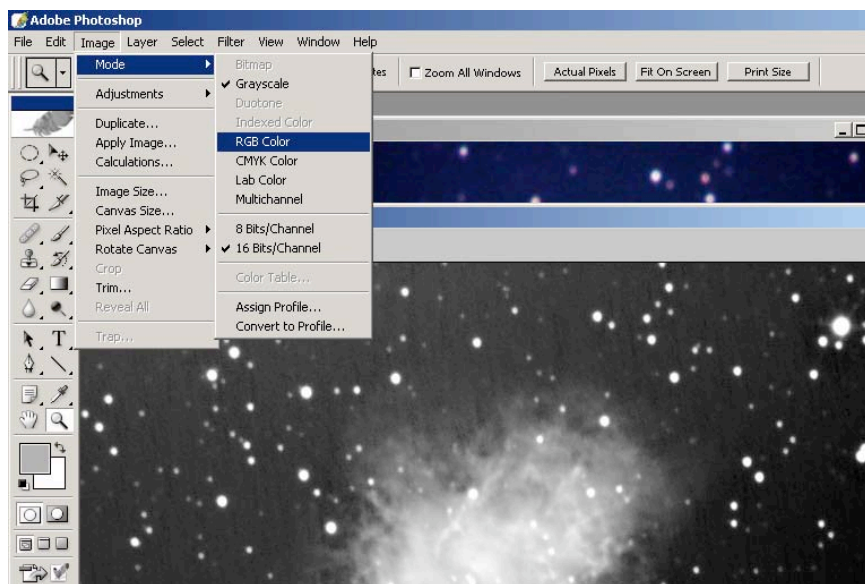 Adobe Photoshop
File Edit Image Layer Select Filter View Window Help
Zoom All Windows Actual Pixels Fit On Screen Print Size
Mode
Adjustments
Duplicate...
Apply Image...
Calculations...
Image Size...
Canvas Size...
Pixel Aspect Ratio
Rotate Canvas
Crop
Trim...
Reveal All
Trap...
Bitmap
Grayscale
Duotone
Indexed Color
RGB Color
CMYK Color
Lab Color
Multichannel
8 Bits/Channel
16 Bits/Channel
Color Table...
Assign Profile...
Convert to Profile...
T